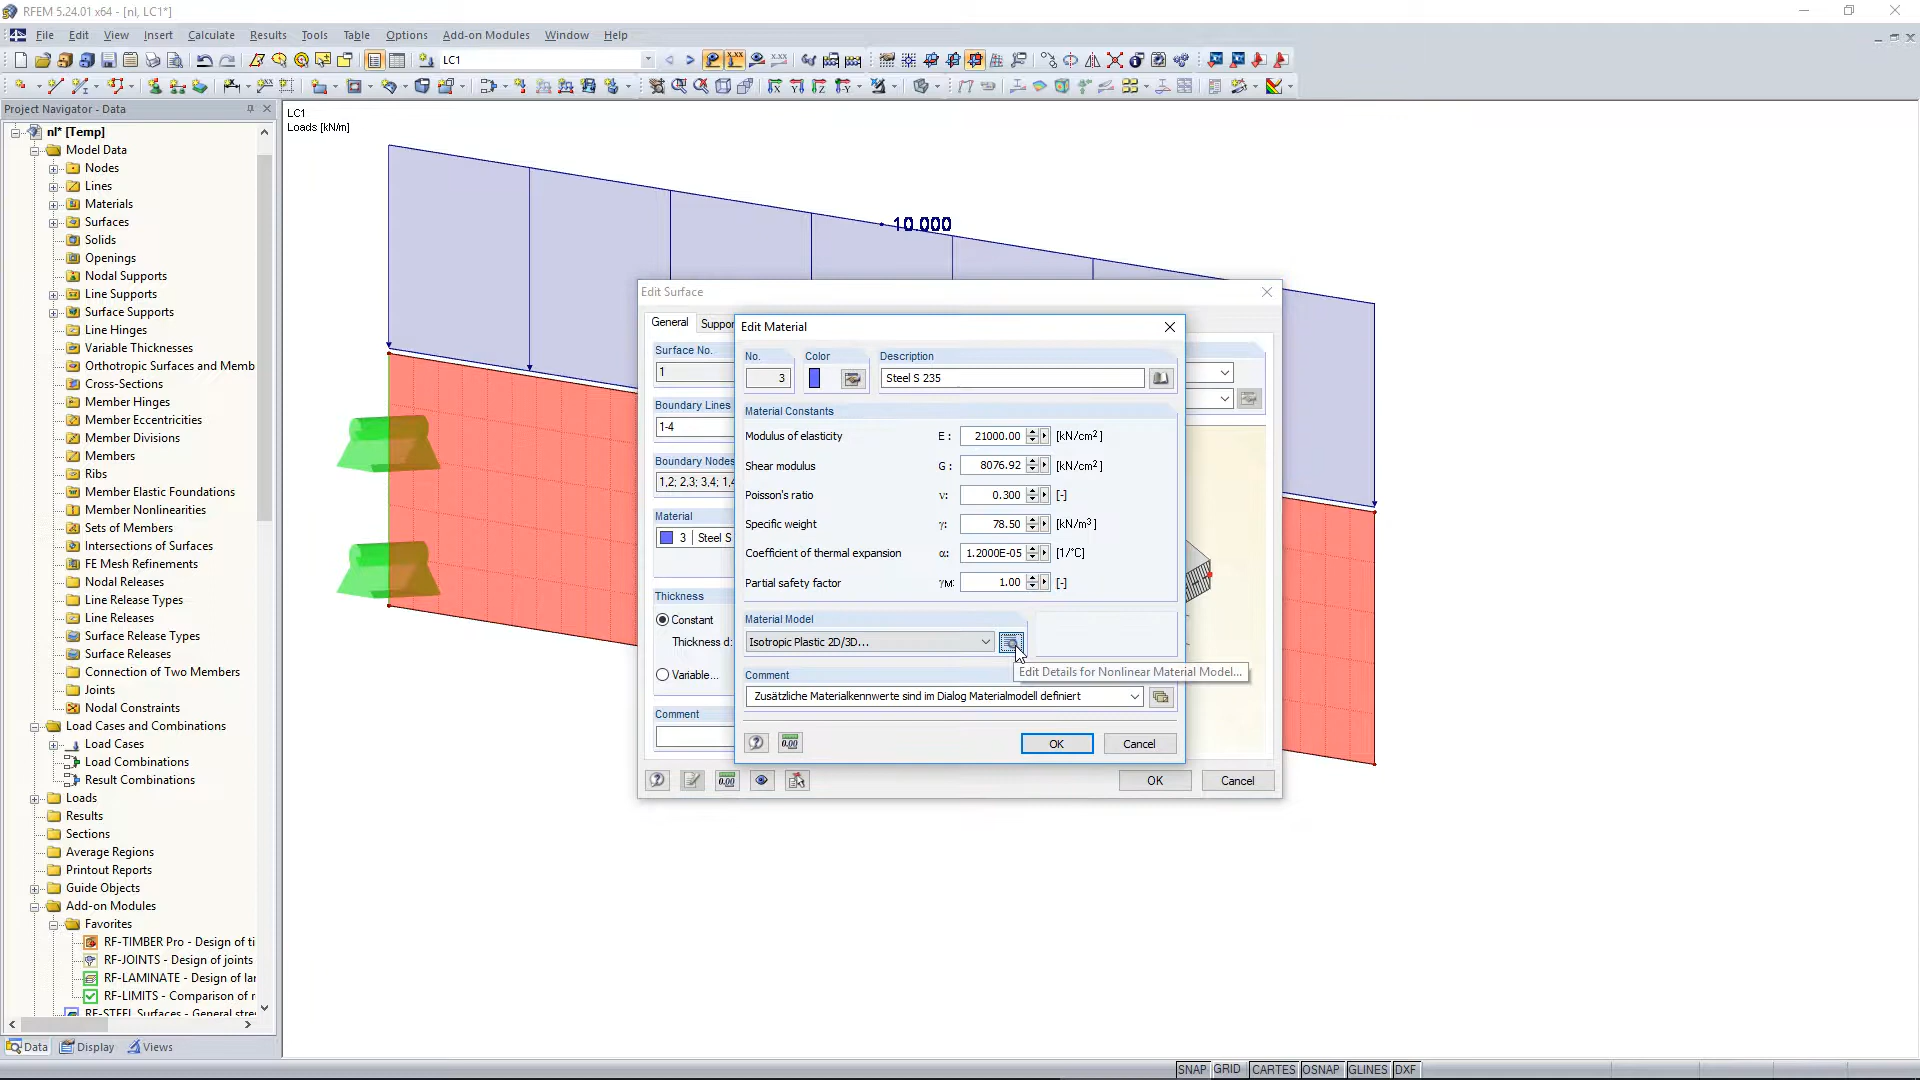 RFEM 5.24.01 x64 - [nl, LC1*]
File Edit View Insert Calculate Results Tools Table Options Add-on Modules Window Help
LC1
Project Navigator - Data
nl* [Temp]
Model Data
Nodes
Lines
Materials
Surfaces
Solids
Openings
Nodal Supports
Line Supports
Surface Supports
Line Hinges
Variable Thicknesses
Orthotropic Surfaces and Memb
Cross-Sections
Member Hinges
Member Eccentricities
Member Divisions
Members
Ribs
Member Elastic Foundations
Member Nonlinearities
Sets of Members
Intersections of Surfaces
FE Mesh Refinements
Nodal Releases
Line Release Types
Line Releases
Surface Release Types
Surface Releases
Connection of Two Members
Joints
Nodal Constraints
Load Cases and Combinations
Load Cases
Load Combinations
Result Combinations
Loads
Results
Sections
Average Regions
Printout Reports
Guide Objects
Add-on Modules
Favorites
RF-TIMBER Pro - Design of ti
RF-JOINTS - Design of joints
RF-LAMINATE - Design of lar
RF-LIMITS - Comparison of r
RF-STEEL Surfaces - General stre
Data Display Views
LC1
Loads [kN/m]
10.000
Edit Surface
General Suppor
Surface No.
1
Boundary Lines
1-4
Boundary Nodes
1,2; 2,3; 3,4; 1,4
Material
3 Steel S
Thickness
Constant
Thickness d:
Variable...
Comment
OK Cancel
Edit Material
No. Color Description
3 Steel S 235
Material Constants
Modulus of elasticity E : 21000.00 [kN/cm²]
Shear modulus G : 8076.92 [kN/cm²]
Poisson's ratio ν: 0.300 [-]
Specific weight γ: 78.50 [kN/m³]
Coefficient of thermal expansion α: 1.2000E-05 [1/°C]
Partial safety factor γM: 1.00 [-]
Material Model
Isotropic Plastic 2D/3D...
Edit Details for Nonlinear Material Model...
Comment
Zusätzliche Materialkennwerte sind im Dialog Materialmodell definiert
0.00 OK Cancel
SNAP GRID CARTES OSNAP GLINES DXF